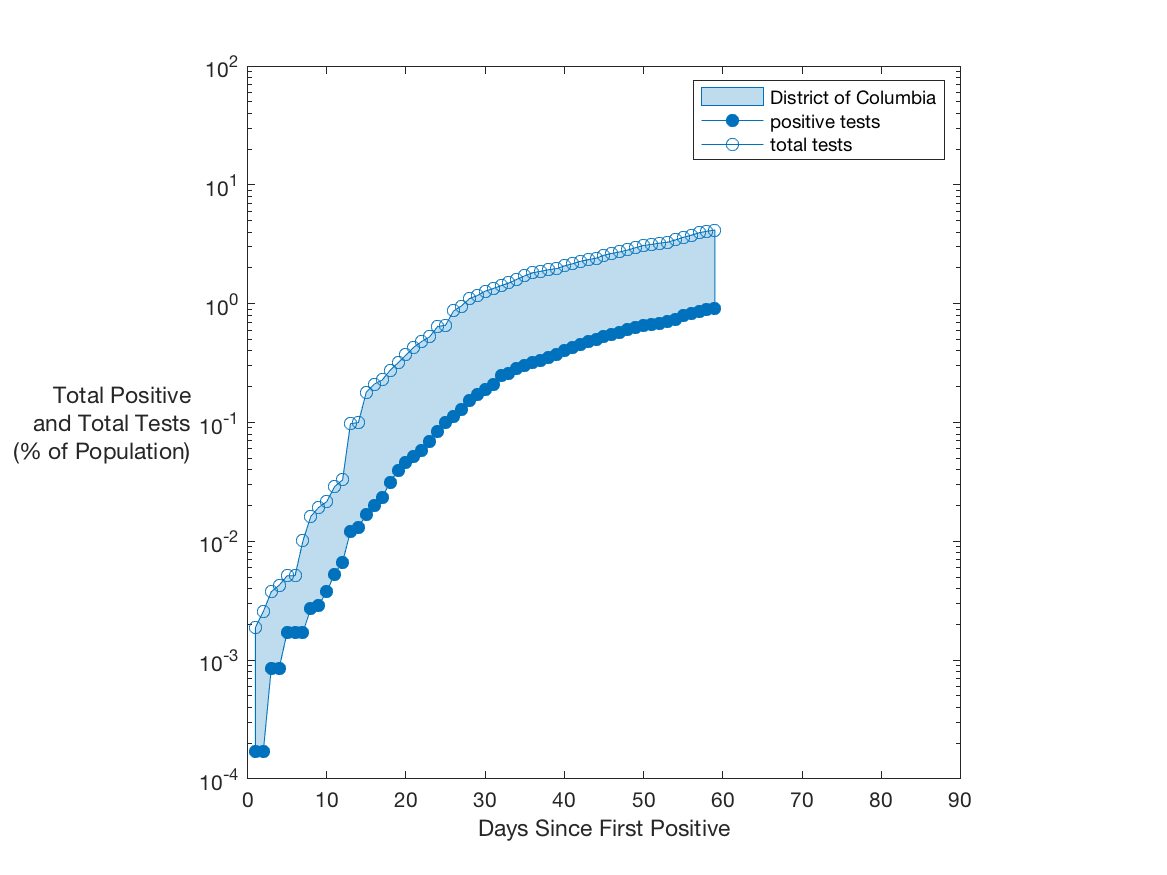 10^2
10^1
10^0
10^-1
10^-2
10^-3
10^-4
Total Positive
and Total Tests
(% of Population)
District of Columbia
positive tests
total tests
0 10 20 30 40 50 60 70 80 90
Days Since First Positive